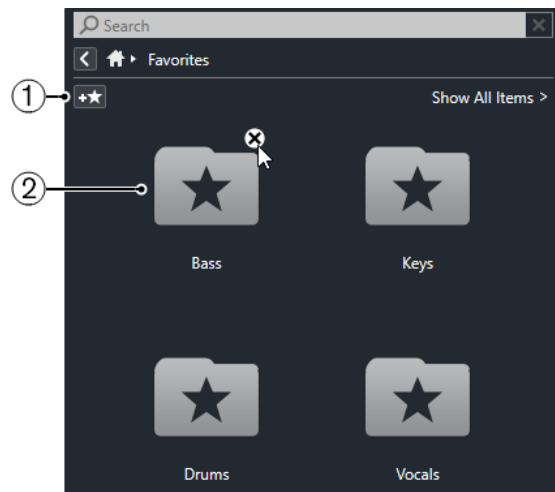 Search
Favorites
1
Show All Items >
2
Bass Keys
Drums Vocals